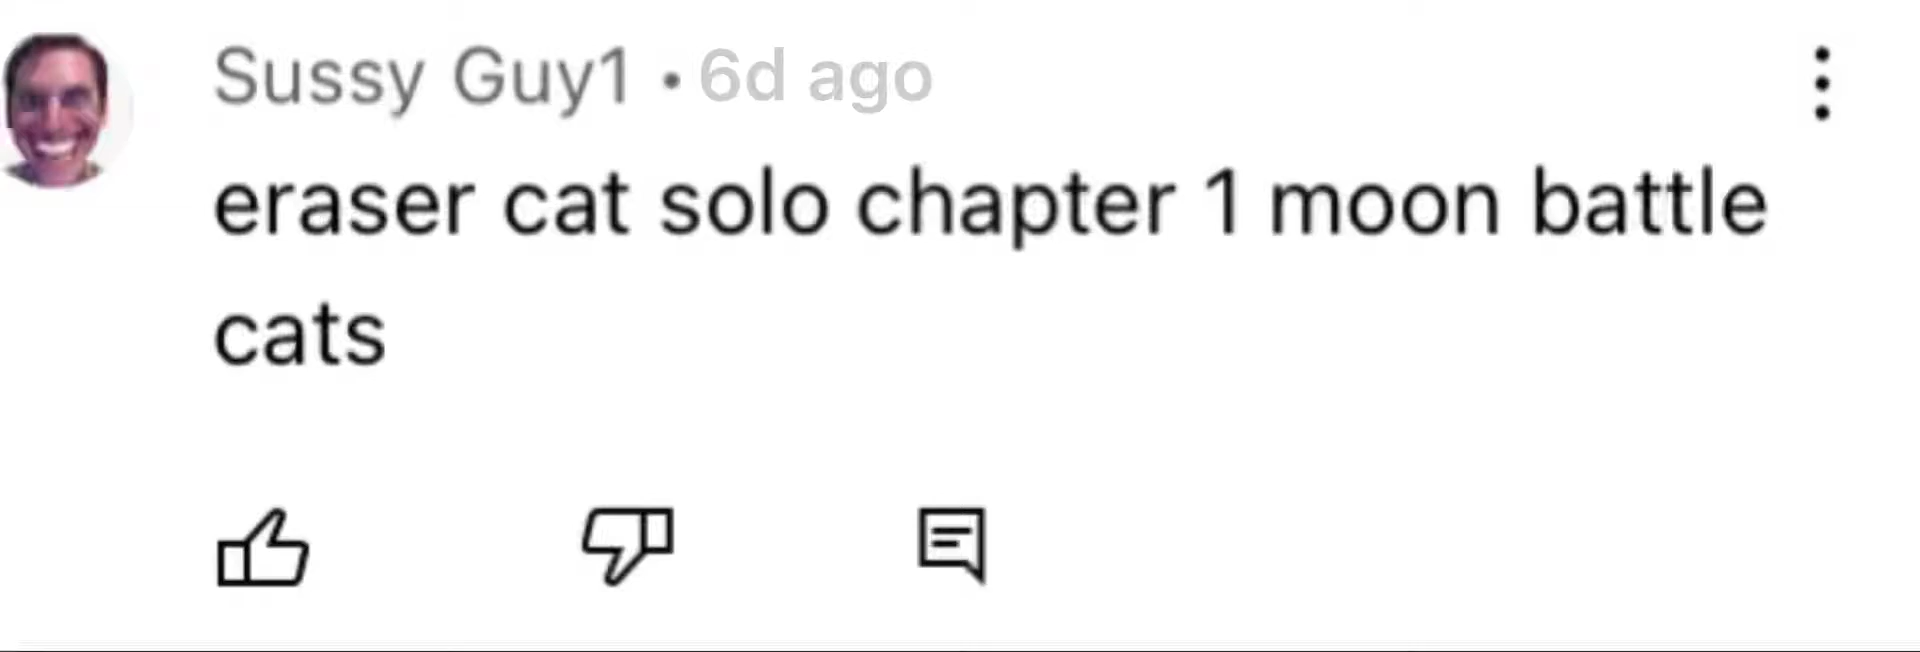 Sussy Guy1 • 6d ago
eraser cat solo chapter 1 moon battle
cats